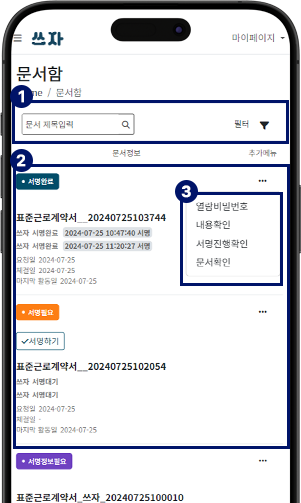 쓰자
마이페이지
문서함
me / 문서함
1
문서 제목입력
필터
문서정보
추가메뉴
2
• 서명완료
•••
3
표준근로계약서__20240725103744
쓰자 서명완료 2024-07-25 10:47:40 서명
쓰자 서명완료 2024-07-25 11:20:27 서명
요청일 2024-07-25
체결일 2024-07-25
마지막 활동일 2024-07-25
열람비밀번호
내용확인
서명진행확인
문서확인
• 서명필요
•••
서명하기
표준근로계약서__20240725102054
쓰자 서명대기
쓰자 서명대기
요청일 2024-07-25
체결일 -
마지막 활동일 2024-07-25
• 서명정보필요
•••
표준근로계약서_쓰자_20240725100010